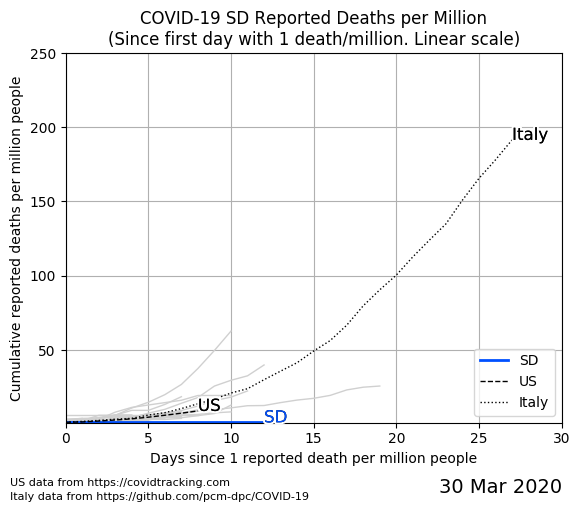 COVID-19 SD Reported Deaths per Million
(Since first day with 1 death/million. Linear scale)
Cumulative reported deaths per million people
250
200
150
100
50
Italy
US
SD
SD
US
Italy
0 5 10 15 20 25 30
Days since 1 reported death per million people
US data from https://covidtracking.com
Italy data from https://github.com/pcm-dpc/COVID-19
30 Mar 2020